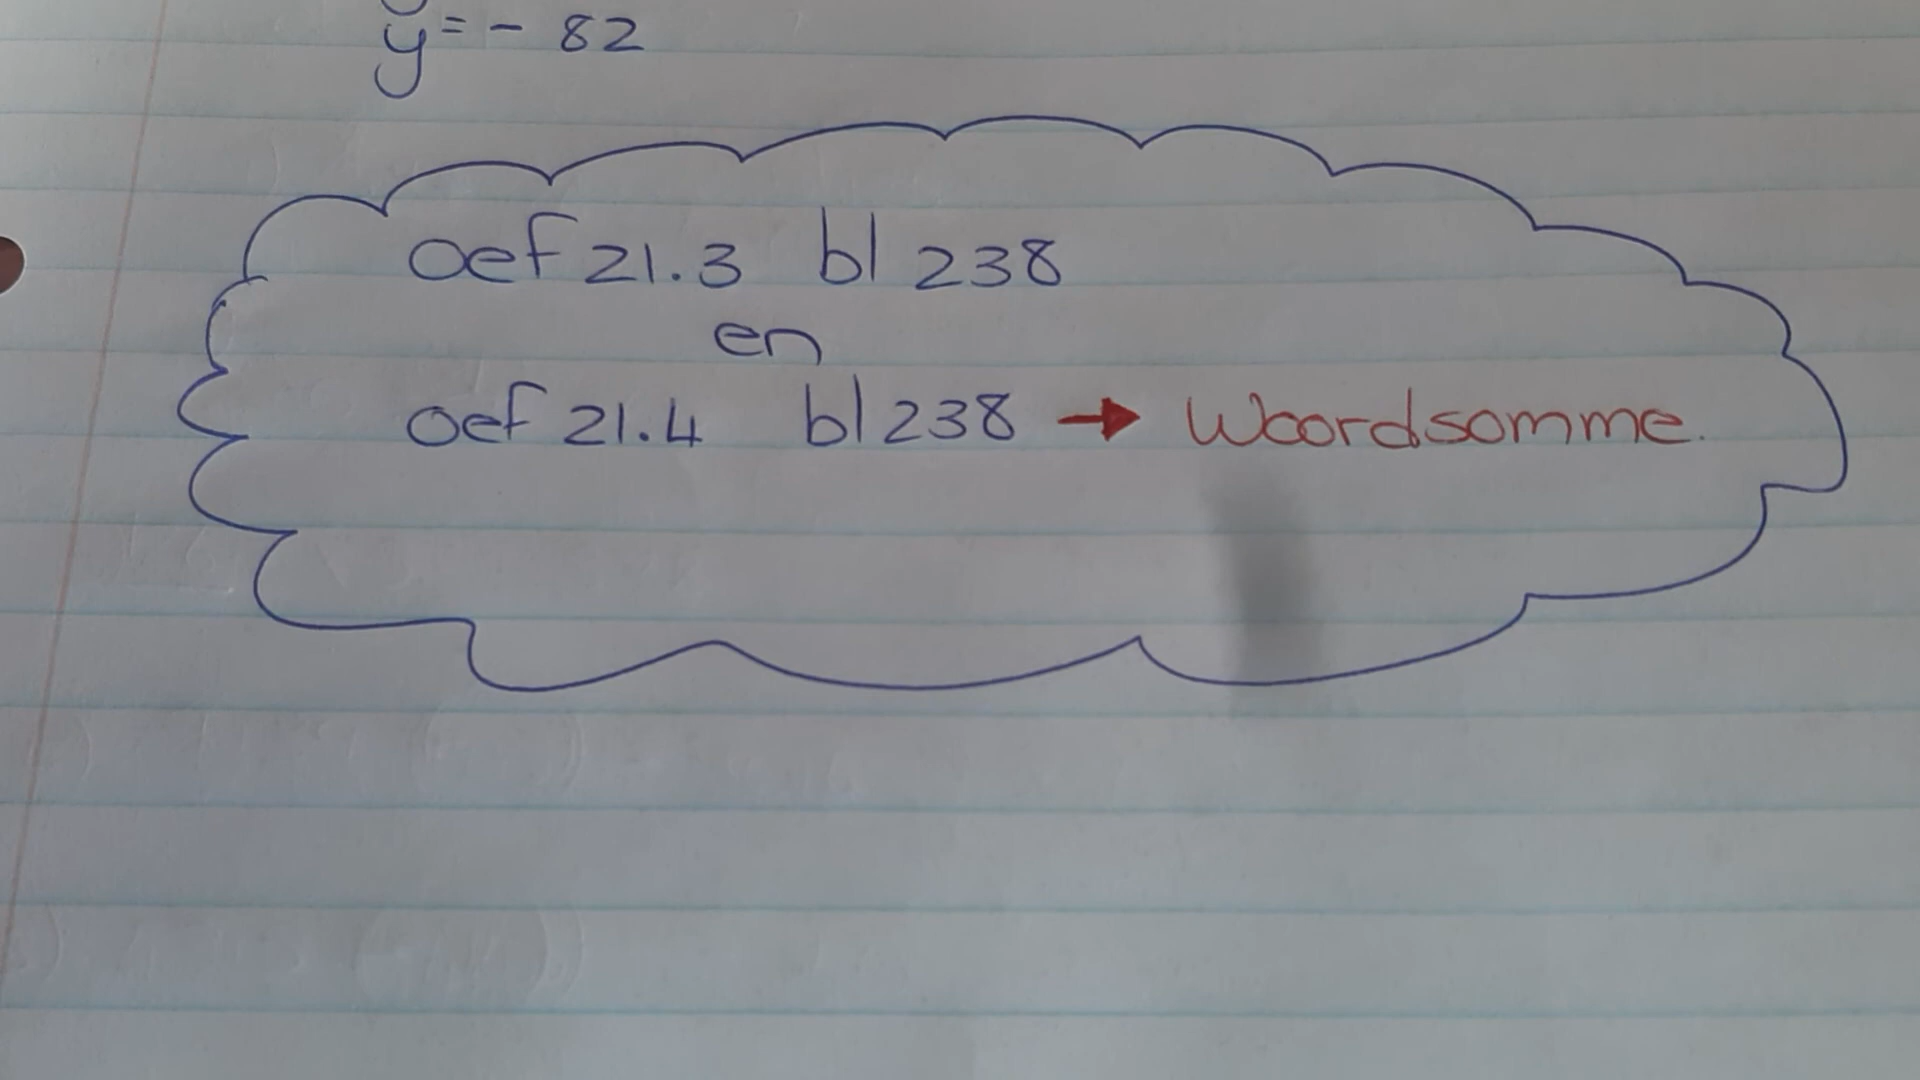 y = - 82
oef 21.3 bl 238
en
oef 21.4 bl 238 → Woordsomme.